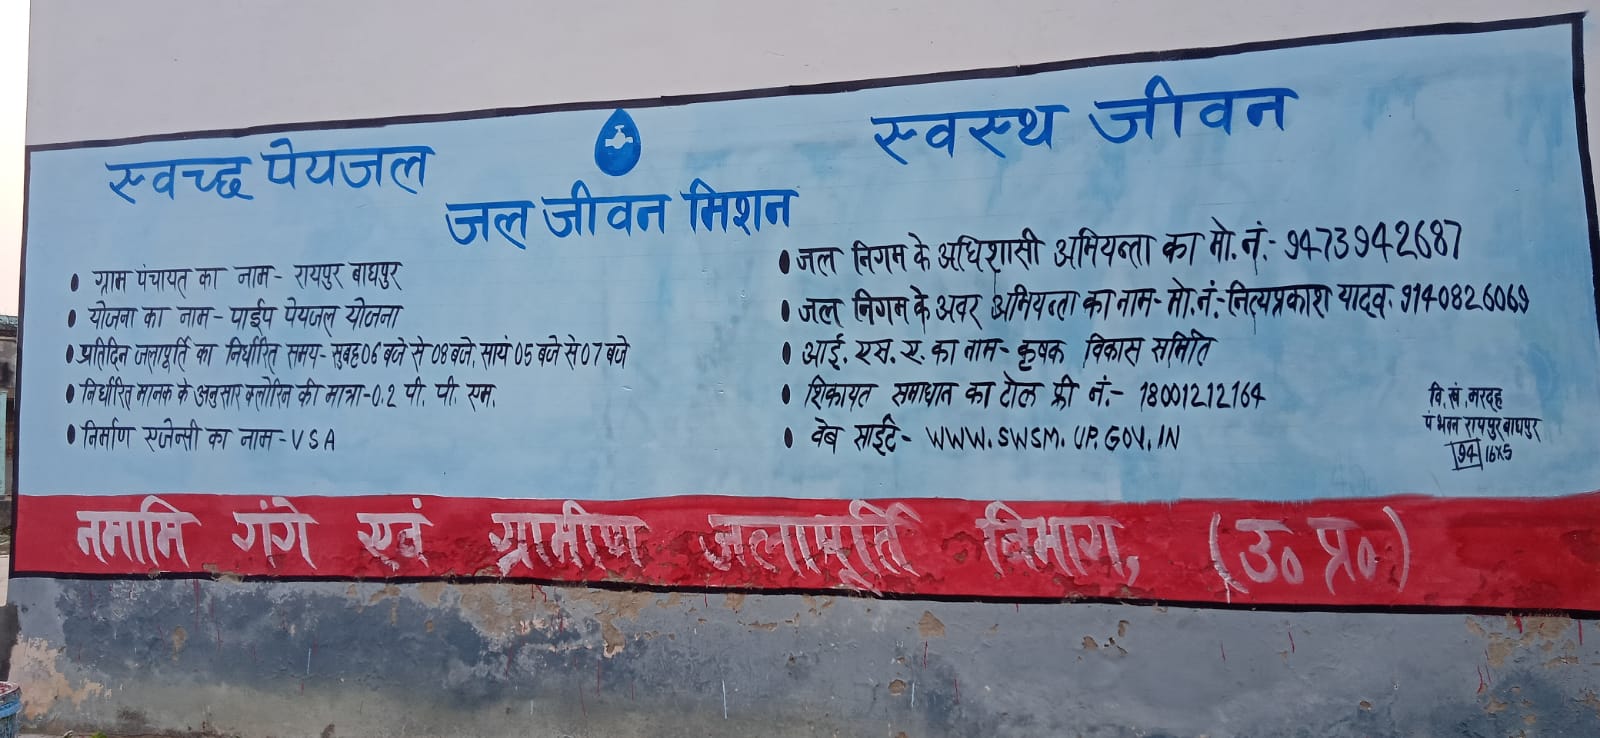 स्वच्छ पेयजल
स्वस्थ जीवन
जल जीवन मिशन
• ग्राम पंचायत का नाम- रायपुर बाघपुर
• योजना का नाम- पाईप पेयजल योजना
• प्रतिदिन जलापूर्ति का निर्धारित समय- सुबह 06 बजे से 08 बजे, सायं 05 बजे से 07 बजे
• निर्धारित मानक के अनुसार क्लोरिन की मात्रा-0.2 पी. पी. एम.
• निर्माण एजेन्सी का नाम-VSA
• जल निगम के अधिशासी अभियन्ता का मो.नं:- 9473942687
• जल निगम के अवर अभियन्ता का नाम- मो.नं:-नित्यप्रकाश यादव. 9140826069
• आई. एस. ए. का नाम- कृषक विकास समिति
• शिकायत समाधान का टोल फ्री नं.- 18001212164
• वेब साईट- WWW.SWSM.UP.GOV.IN
वि.खं.मरदह
पं भवन रायपुर बाघपुर
94 16x5
नमामि गंगे एवं ग्रामीण जलापूर्ति विभाग, (उ० प्र०)